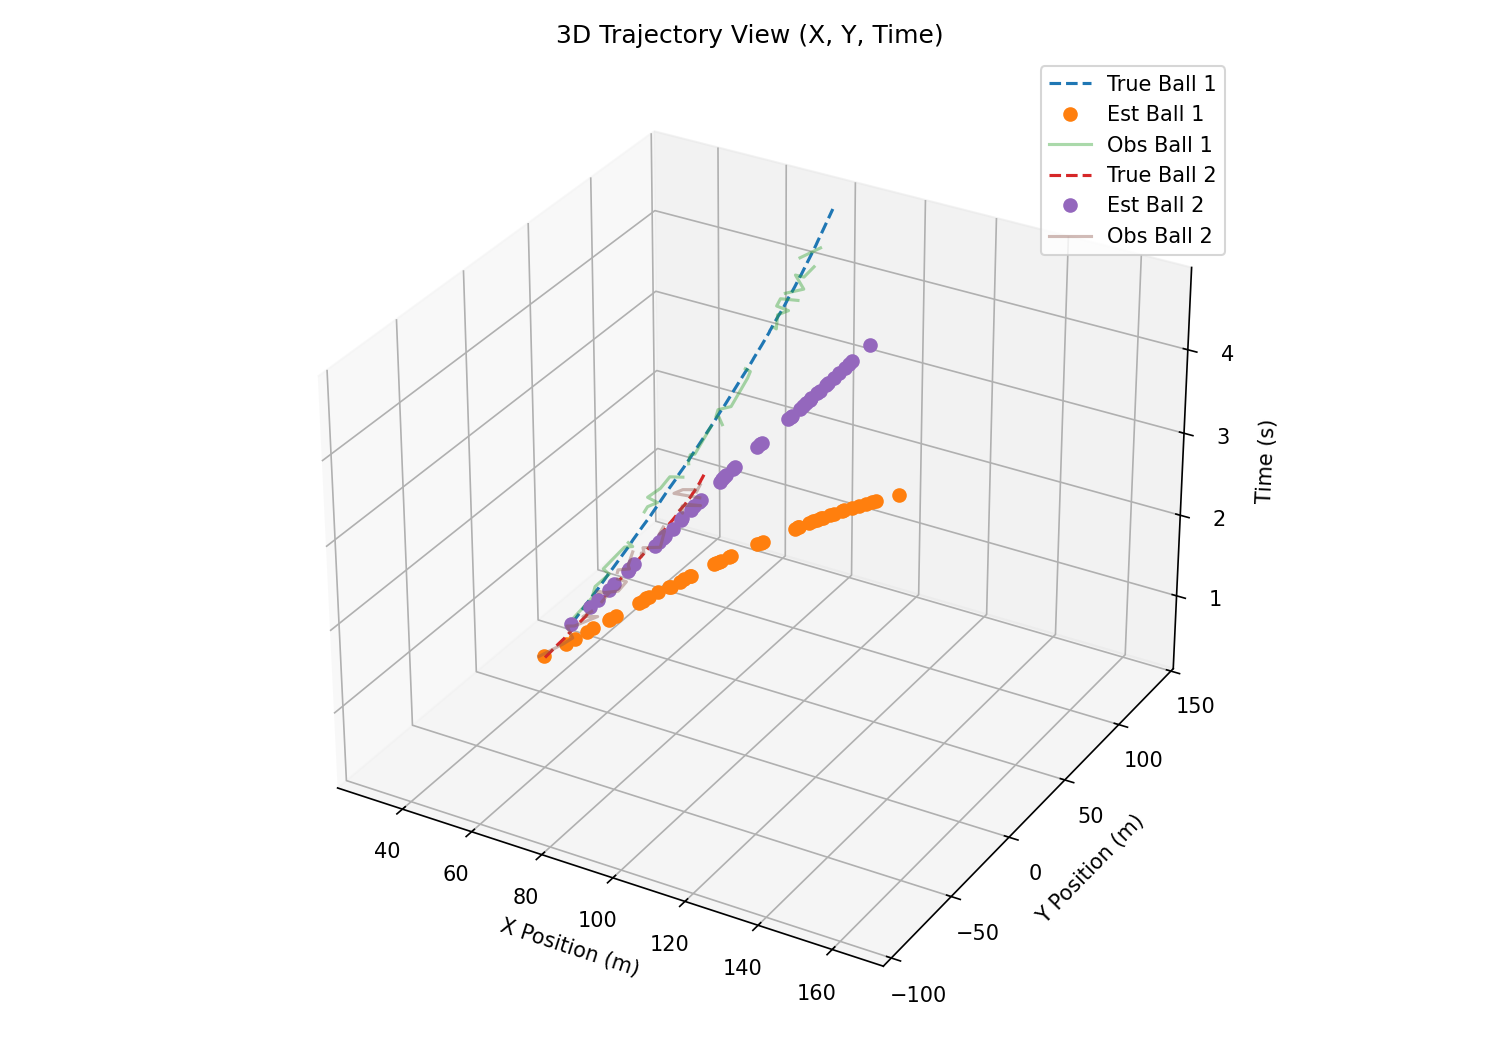 3D Trajectory View (X, Y, Time)
True Ball 1
Est Ball 1
Obs Ball 1
True Ball 2
Est Ball 2
Obs Ball 2
4
3
2
1
Time (s)
150
100
50
0
−50
−100
Y Position (m)
40
60
80
100
120
140
160
X Position (m)